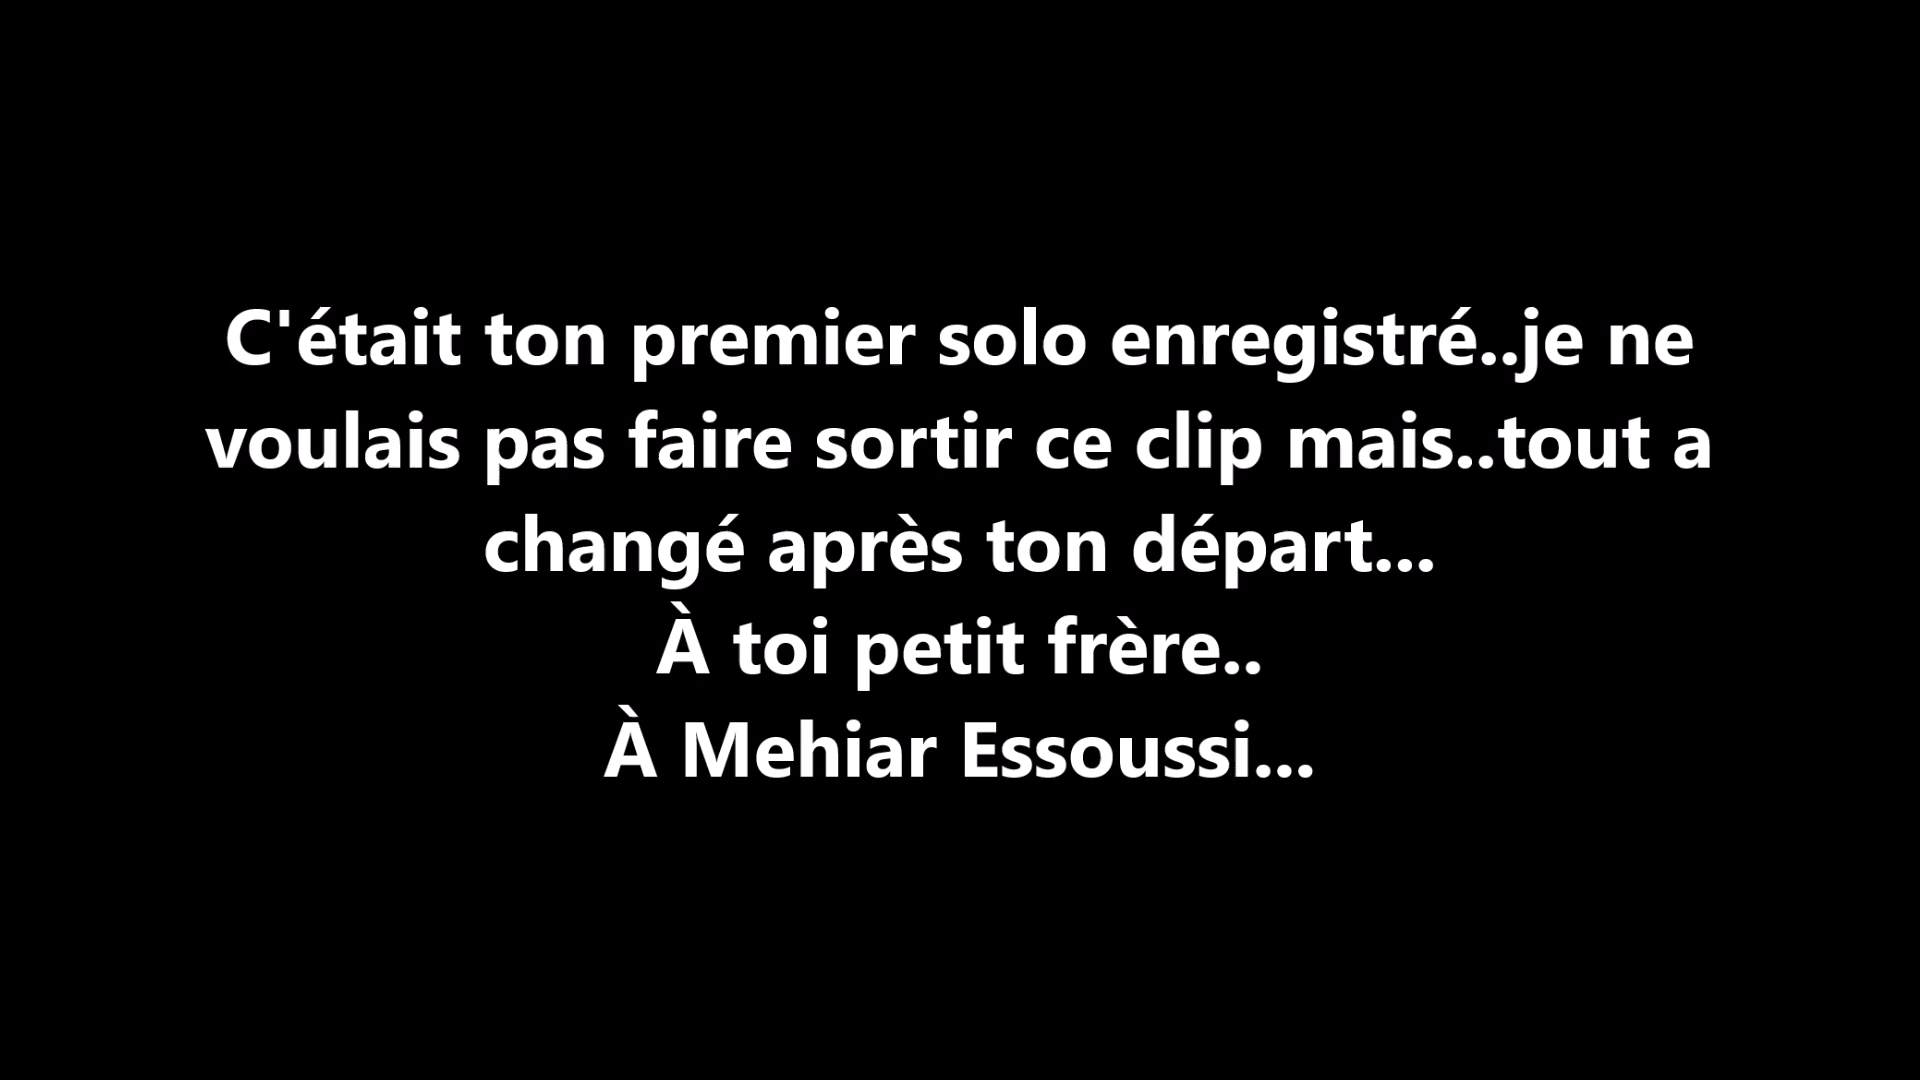 C'était ton premier solo enregistré..je ne
voulais pas faire sortir ce clip mais..tout a
changé après ton départ...
À toi petit frère..
À Mehiar Essoussi...